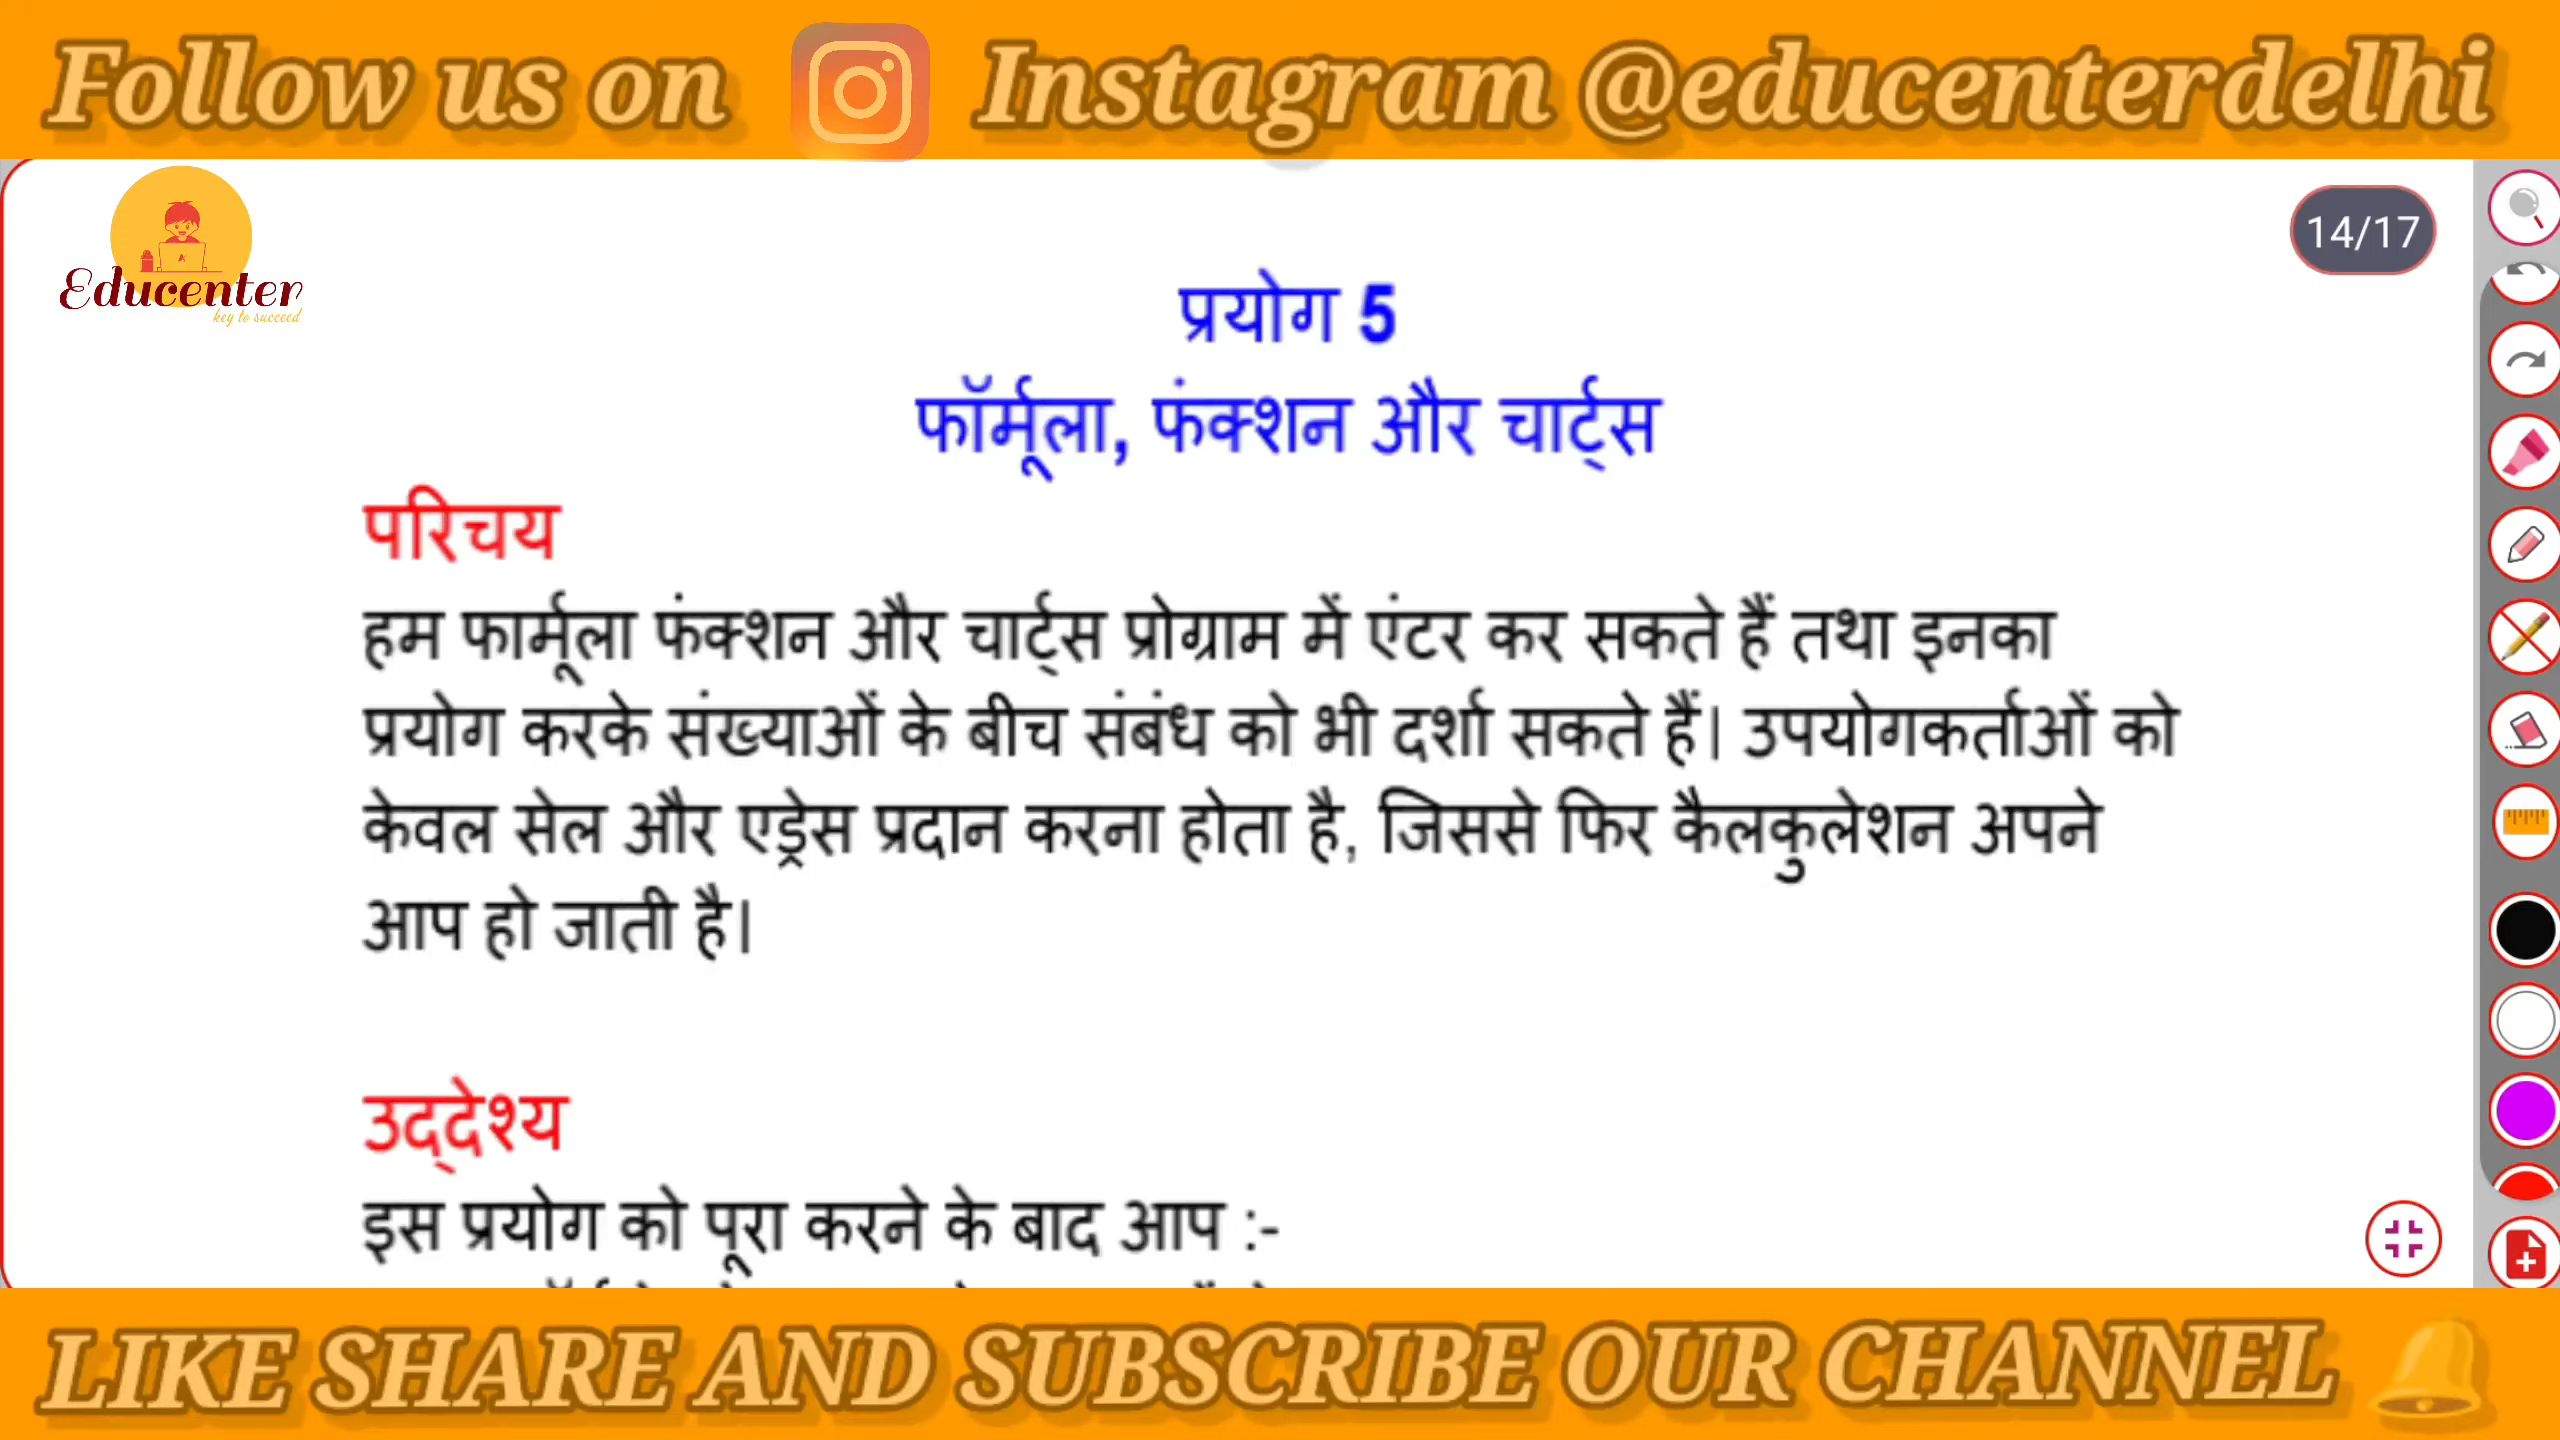 Follow us on Instagram @educenterdelhi
Educenter
key to succeed
14/17
प्रयोग 5
फॉर्मूला, फंक्शन और चार्ट्स
परिचय
हम फार्मूला फंक्शन और चार्ट्स प्रोग्राम में एंटर कर सकते हैं तथा इनका
प्रयोग करके संख्याओं के बीच संबंध को भी दर्शा सकते हैं। उपयोगकर्ताओं को
केवल सेल और एड्रेस प्रदान करना होता है, जिससे फिर कैलकुलेशन अपने
आप हो जाती है।
उद्देश्य
इस प्रयोग को पूरा करने के बाद आप :-
LIKE SHARE AND SUBSCRIBE OUR CHANNEL